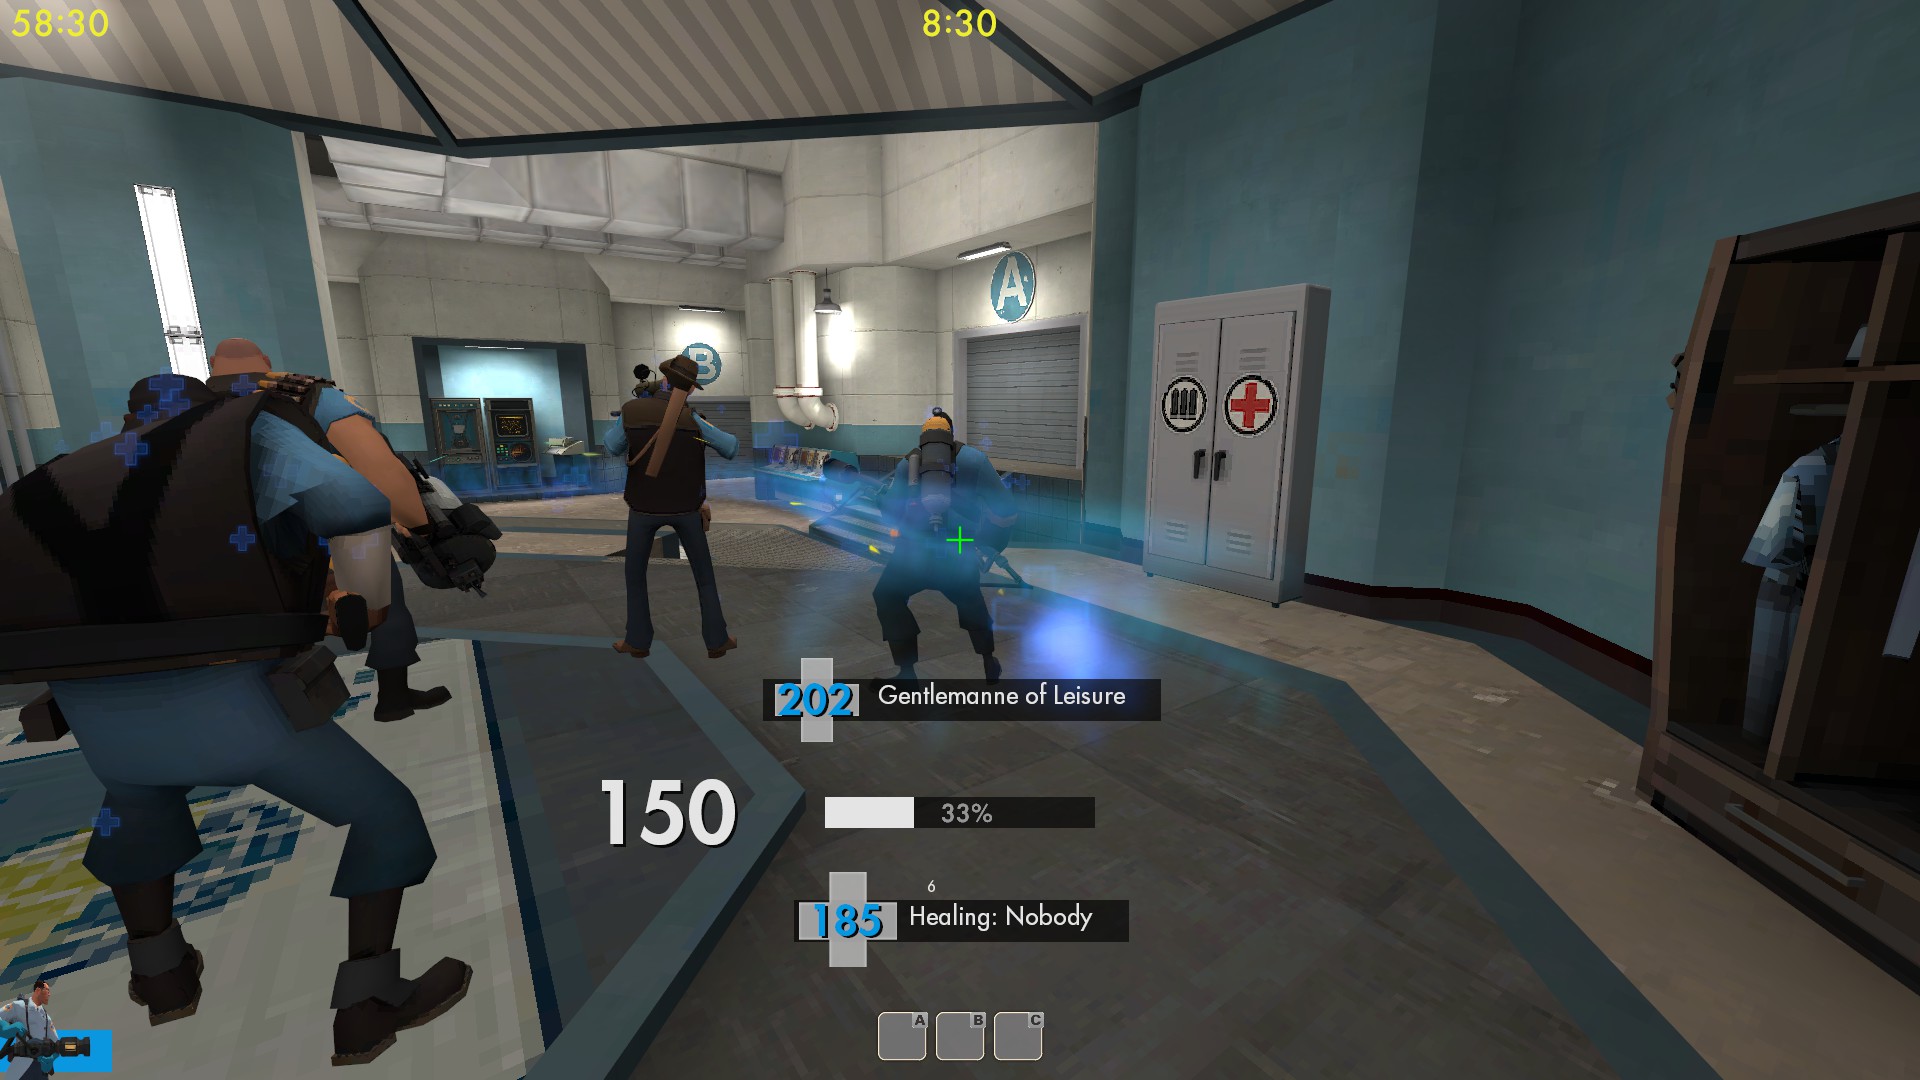 58:30
8:30
A
B
202 Gentlemanne of Leisure
150
33%
6
185 Healing: Nobody
A B C